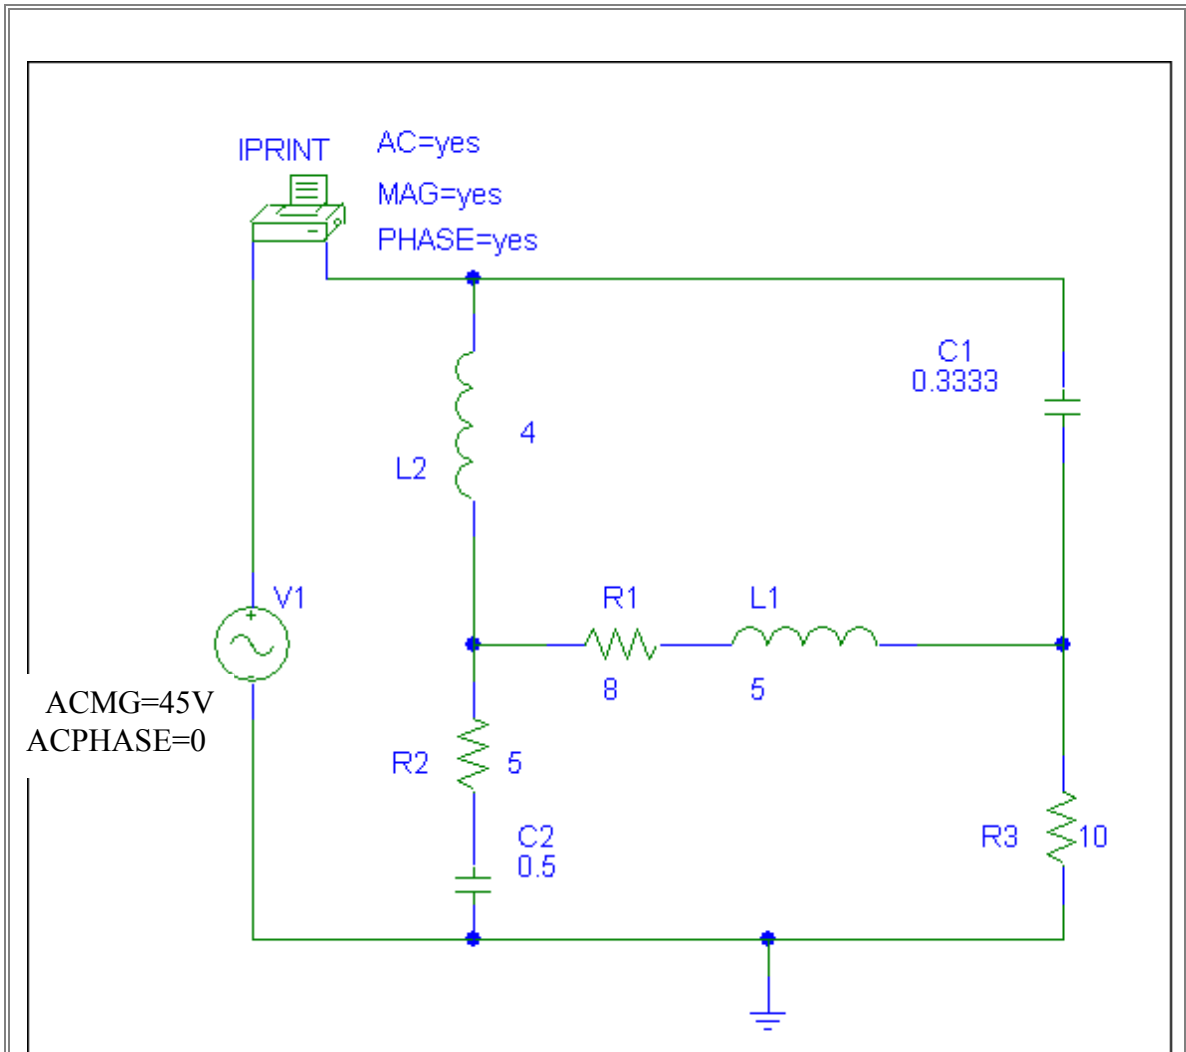 IPRINT
AC=yes
MAG=yes
PHASE=yes
C1
0.3333
4
L2
V1
R1
L1
8
5
ACMG=45V
ACPHASE=0
R2
5
C2
0.5
R3
10